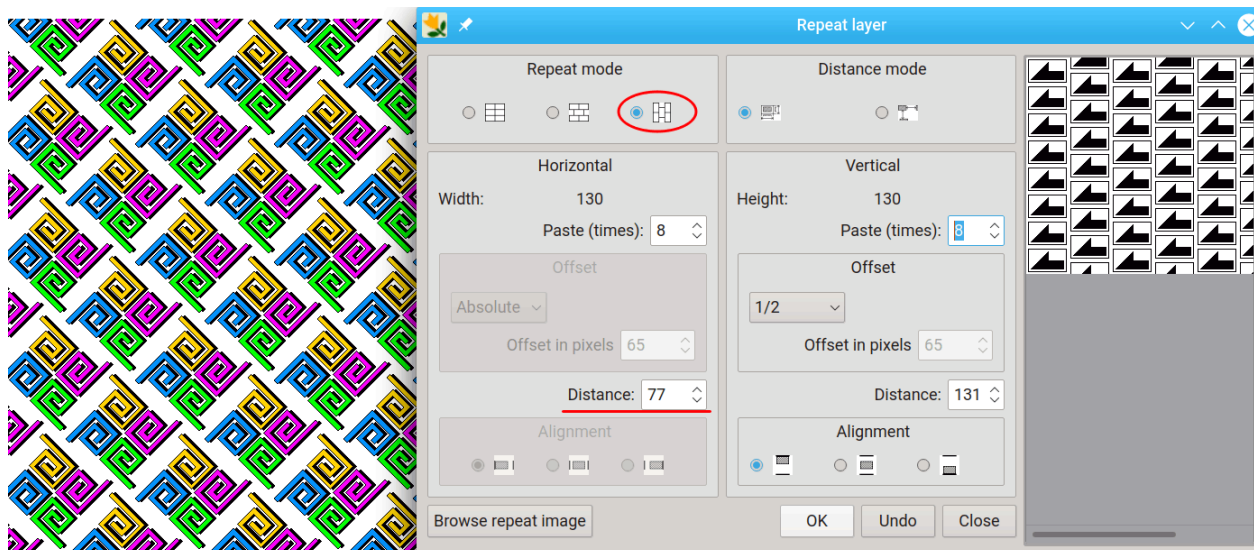 Repeat layer
Repeat mode
Distance mode
Horizontal
Width: 130
Paste (times): 8
Offset
Absolute
Offset in pixels 65
Distance: 77
Alignment
Vertical
Height: 130
Paste (times): 8
Offset
1/2
Offset in pixels 65
Distance: 131
Alignment
Browse repeat image
OK
Undo
Close